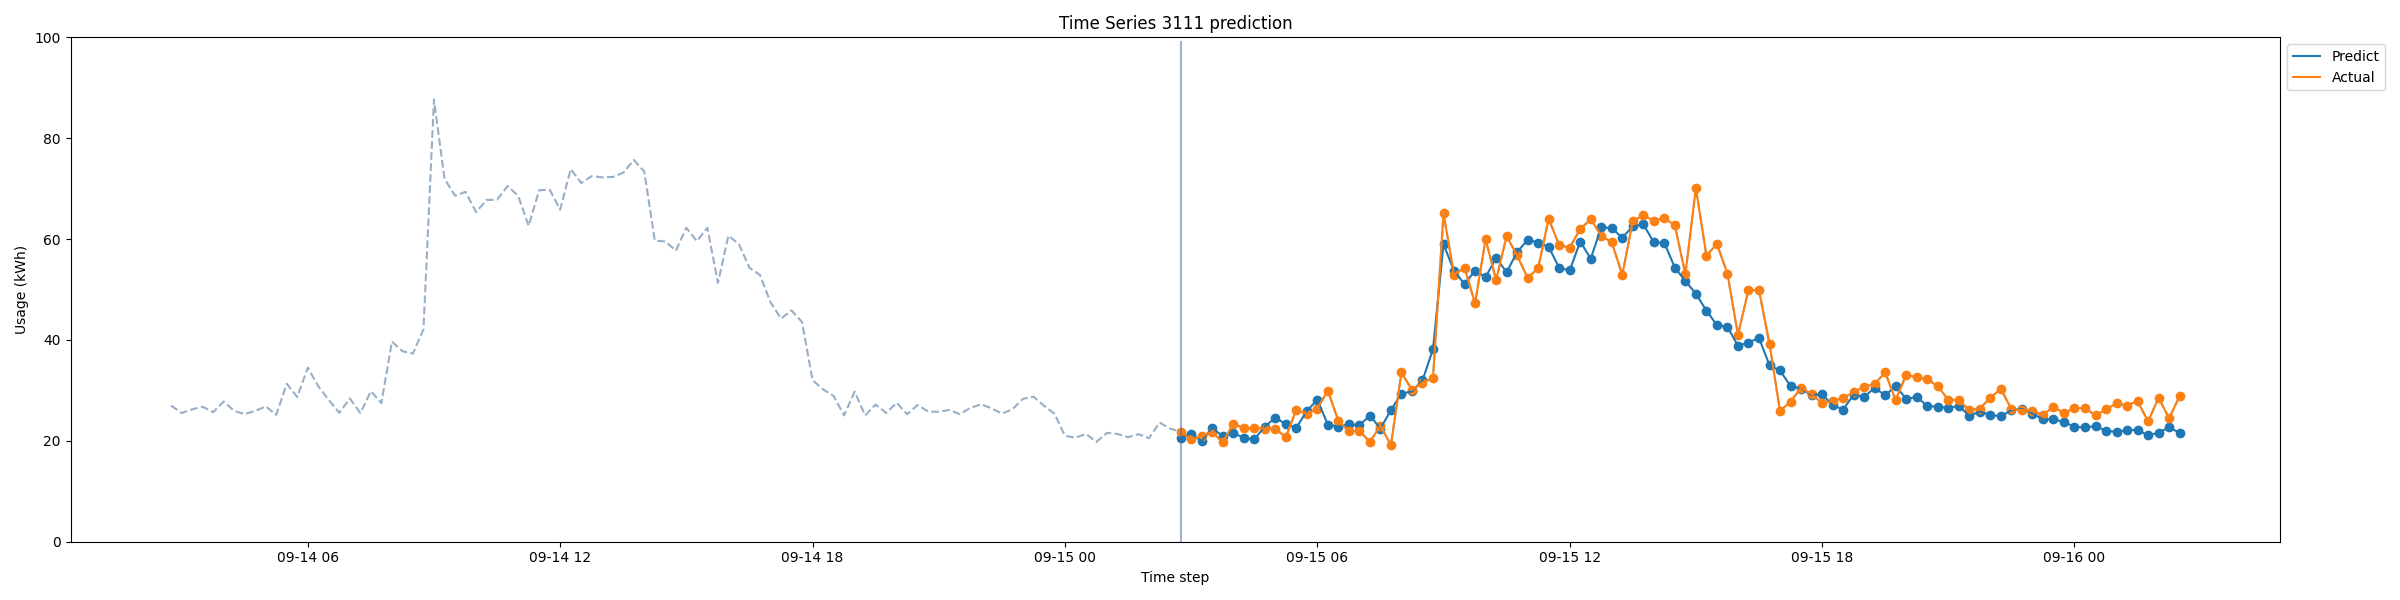 Time Series 3111 prediction
Predict
Actual
100
80
60
40
20
0
Usage (kWh)
09-14 06
09-14 12
09-14 18
09-15 00
09-15 06
09-15 12
09-15 18
09-16 00
Time step